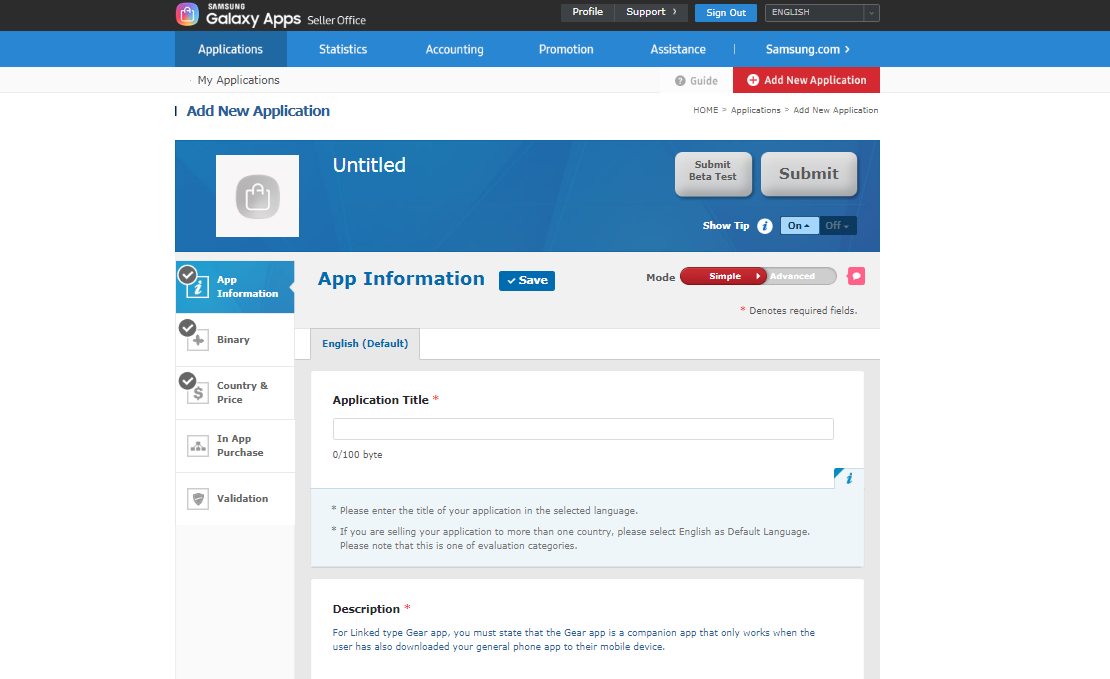 SAMSUNG
Galaxy Apps Seller Office
Profile Support › Sign Out ENGLISH
Applications Statistics Accounting Promotion Assistance | Samsung.com ›
· My Applications ? Guide + Add New Application
Add New Application HOME > Applications > Add New Application
Untitled
Submit
Beta Test
Submit
Show Tip i On Off
App
Information
App Information Save
Mode Simple Advanced
* Denotes required fields.
Binary
Country &
Price
In App
Purchase
Validation
English (Default)
Application Title *
0/100 byte
i
* Please enter the title of your application in the selected language.
* If you are selling your application to more than one country, please select English as Default Language.
Please note that this is one of evaluation categories.
Description *
For Linked type Gear app, you must state that the Gear app is a companion app that only works when the
user has also downloaded your general phone app to their mobile device.